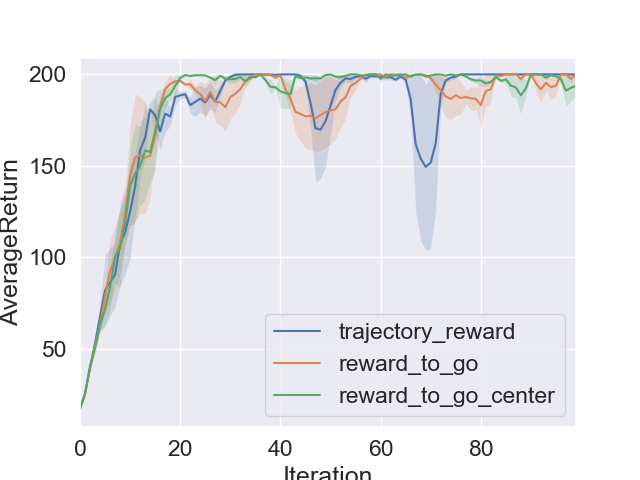 200
150
100
50
AverageReturn
trajectory_reward
reward_to_go
reward_to_go_center
0 20 40 60 80
Iteration